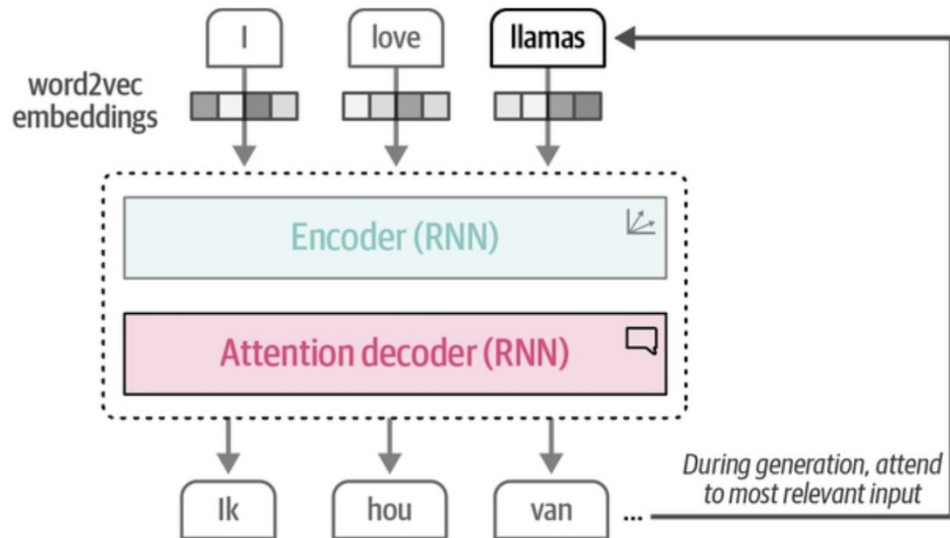 I love llamas
word2vec
embeddings
Encoder (RNN)
Attention decoder (RNN)
During generation, attend
to most relevant input
Ik hou van ...